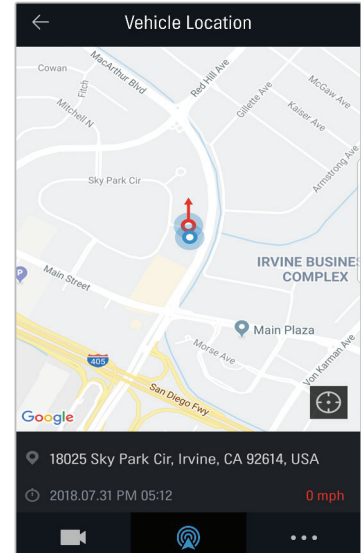 Vehicle Location
Cowan
MacArthur Blvd
Red Hill Ave
Fitch
Mitchell N
Gillette Ave
McGaw Ave
Kaiser Ave
Armstrong Ave
Sky Park Cir
IRVINE BUSINES
COMPLEX
P
Main Street
Main Plaza
Morse Ave
Von Karman Ave
405
San Diego Fwy
Google
18025 Sky Park Cir, Irvine, CA 92614, USA
2018.07.31 PM 05:12
0 mph